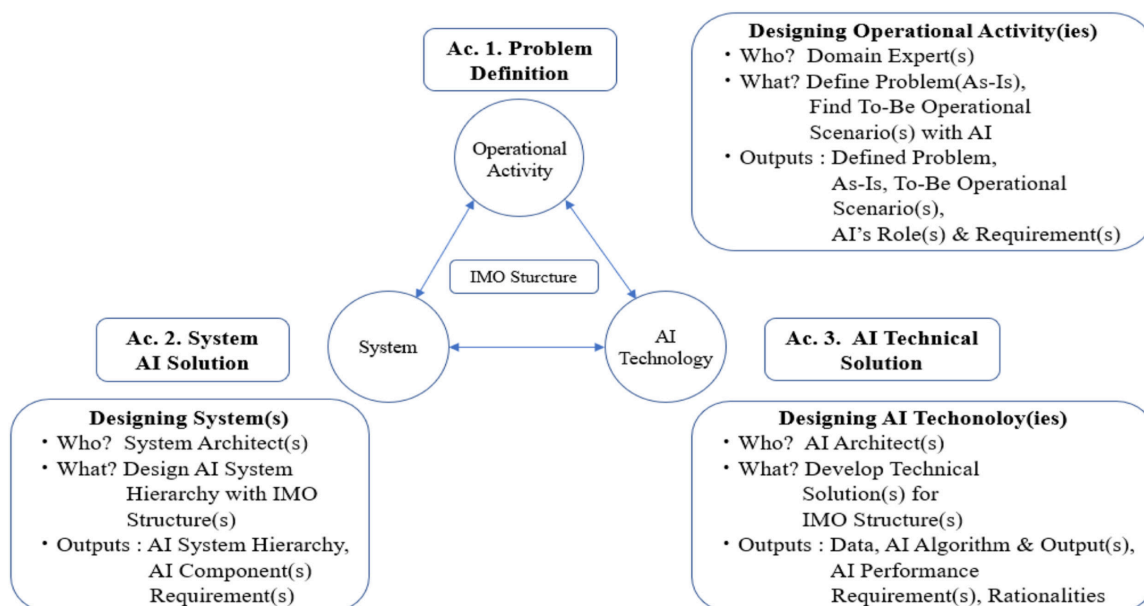 Ac. 1. Problem
Definition
Designing Operational Activity(ies)
・Who? Domain Expert(s)
・What? Define Problem(As-Is),
Find To-Be Operational
Scenario(s) with AI
・Outputs : Defined Problem,
As-Is, To-Be Operational
Scenario(s),
AI's Role(s) & Requirement(s)
Operational
Activity
IMO Sturcture
Ac. 2. System
AI Solution
System
AI
Technology
Ac. 3. AI Technical
Solution
Designing System(s)
・Who? System Architect(s)
・What? Design AI System
Hierarchy with IMO
Structure(s)
・Outputs : AI System Hierarchy,
AI Component(s)
Requirement(s)
Designing AI Techonoloy(ies)
・Who? AI Architect(s)
・What? Develop Technical
Solution(s) for
IMO Structure(s)
・Outputs : Data, AI Algorithm & Output(s),
AI Performance
Requirement(s), Rationalities